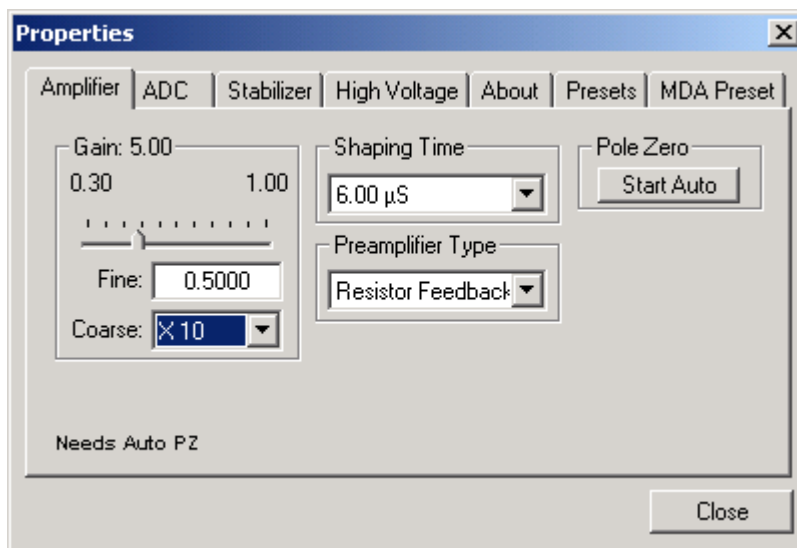 Properties
Amplifier ADC Stabilizer High Voltage About Presets MDA Preset
Gain: 5.00
0.30 1.00
Fine: 0.5000
Coarse: X 10
Shaping Time
6.00 µS
Preamplifier Type
Resistor Feedback
Pole Zero
Start Auto
Needs Auto PZ
Close